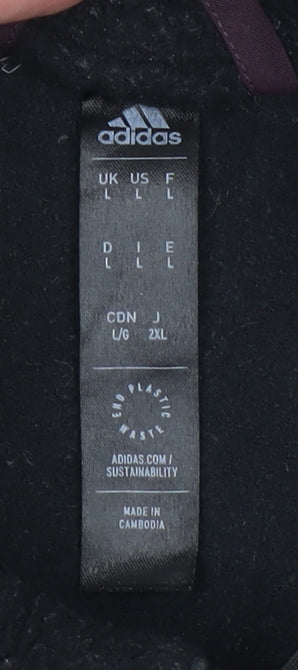 adidas
UK US F
L L L
D I E
L L L
CDN J
L/G 2XL
END PLASTIC WASTE
ADIDAS.COM /
SUSTAINABILITY
MADE IN
CAMBODIA